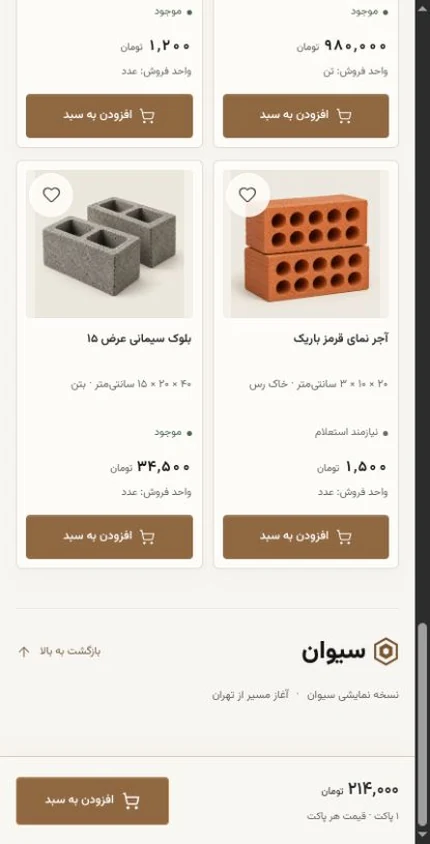 موجود
۹۸۰,۰۰۰ تومان
واحد فروش: تن
افزودن به سبد
موجود
۱,۲۰۰ تومان
واحد فروش: عدد
افزودن به سبد
آجر نمای قرمز باریک
۲۰ × ۱۰ × ۳ سانتی‌متر · خاک رس
نیازمند استعلام
۱,۵۰۰ تومان
واحد فروش: عدد
افزودن به سبد
بلوک سیمانی عرض ۱۵
۴۰ × ۲۰ × ۱۵ سانتی‌متر · بتن
موجود
۳۴,۵۰۰ تومان
واحد فروش: عدد
افزودن به سبد
سیوان
بازگشت به بالا
نسخه نمایشی سیوان · آغاز مسیر از تهران
۲۱۴,۰۰۰ تومان
۱ پاکت · قیمت هر پاکت
افزودن به سبد